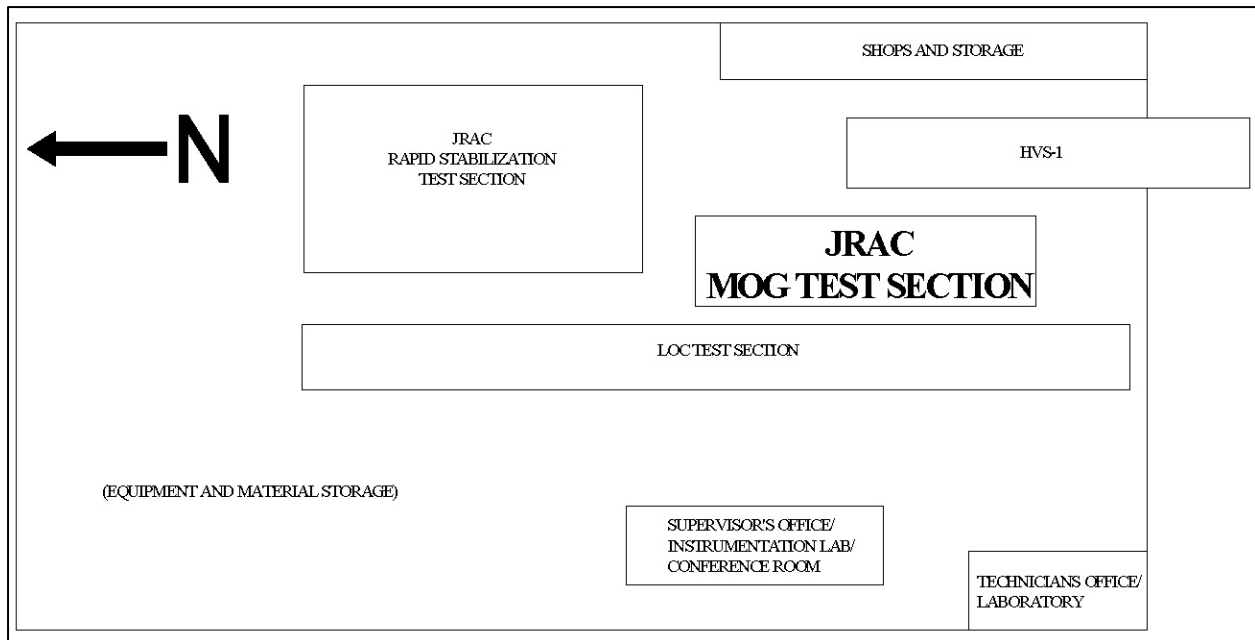 SHOPS AND STORAGE
N
JRAC
RAPID STABILIZATION
TEST SECTION
HVS-1
JRAC
MOG TEST SECTION
LOC TEST SECTION
(EQUIPMENT AND MATERIAL STORAGE)
SUPERVISOR'S OFFICE/
INSTRUMENTATION LAB/
CONFERENCE ROOM
TECHNICIANS OFFICE/
LABORATORY